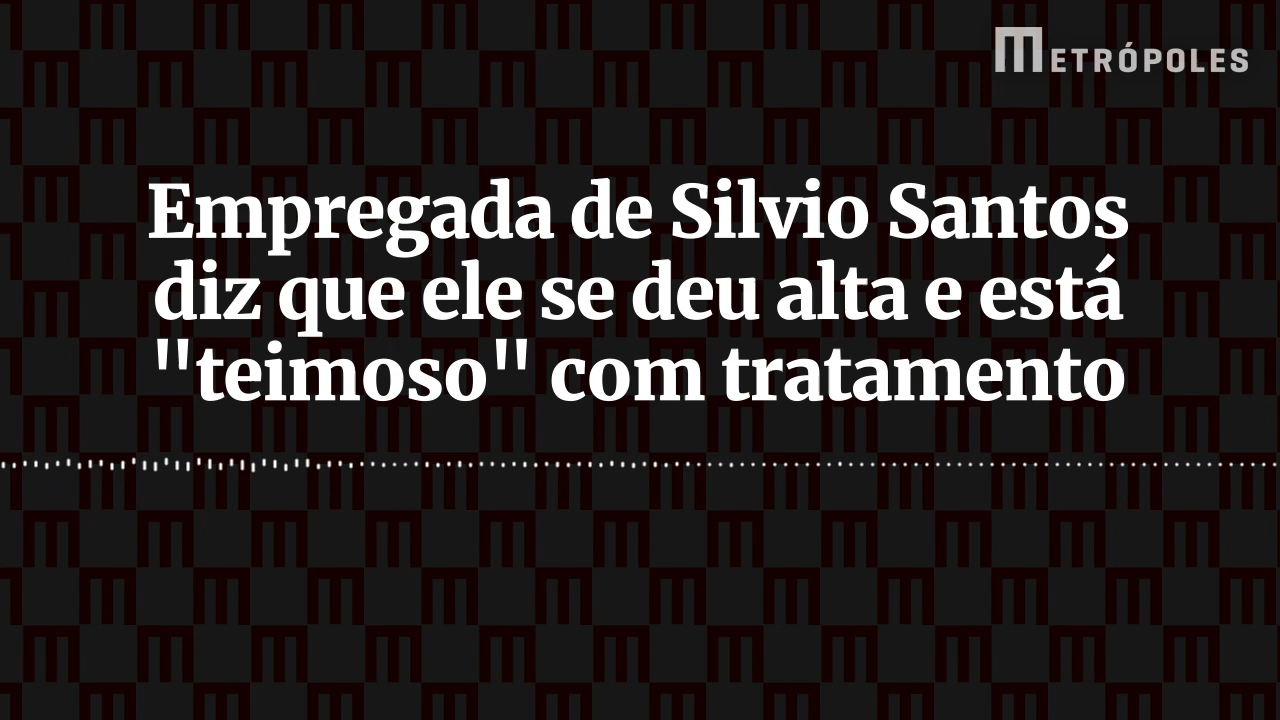 METRÓPOLES
Empregada de Silvio Santos
diz que ele se deu alta e está
"teimoso" com tratamento